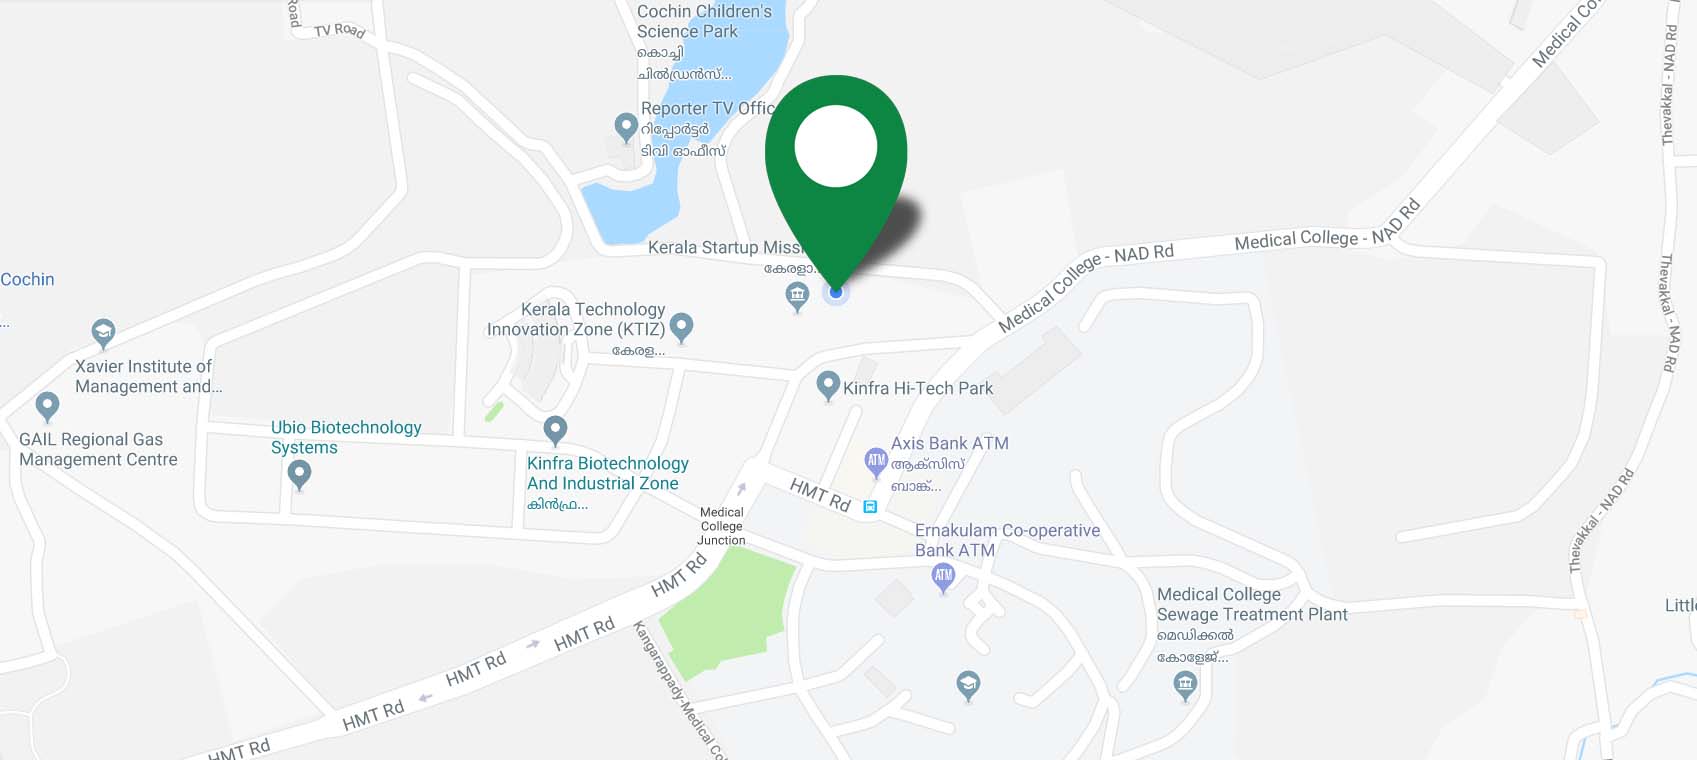 Road
TV Road
Cochin Children's
Science Park
കൊച്ചി
ചിൽഡ്രൻസ്...
Reporter TV Offic
റിപ്പോർട്ടർ
ടിവി ഓഫീസ്
Medical Co
Thevakkal - NAD Rd
Kerala Startup Missi
കേരളാ...
Medical College - NAD Rd
Medical College - NAD Rd
Thevakkal - NAD Rd
Cochin
...
Kerala Technology
Innovation Zone (KTIZ)
കേരള...
Xavier Institute of
Management and...
Kinfra Hi-Tech Park
GAIL Regional Gas
Management Centre
Ubio Biotechnology
Systems
Axis Bank ATM
ആക്സിസ്
ബാങ്ക്...
ATM
Kinfra Biotechnology
And Industrial Zone
കിൻഫ്ര...
HMT Rd
Medical
College
Junction
Ernakulam Co-operative
Bank ATM
ATM
Thevakkal - NAD Rd
HMT Rd
Medical College
Sewage Treatment Plant
മെഡിക്കൽ
കോളേജ്...
Little
HMT Rd
Kangarappady-Medical Co
HMT Rd
HMT Rd
HMT Rd